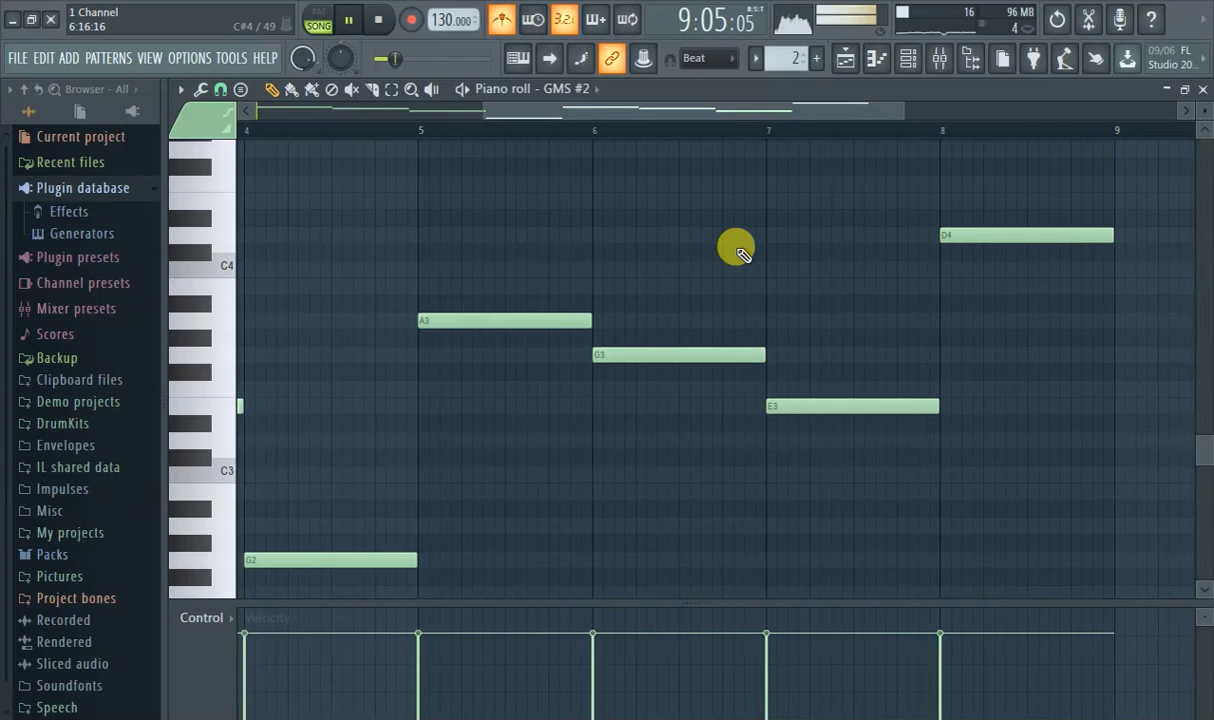 1 Channel
6:16:16
C#4 / 49
PAT
SONG
3.2.
130.000
9:05:05
B:S:T
16
96 MB
4
FILE EDIT ADD PATTERNS VIEW OPTIONS TOOLS HELP
Beat
2
09/06 FL
Studio 20...
Browser - All
Piano roll - GMS #2
4
5
6
7
8
9
Current project
Recent files
Plugin database
Effects
Generators
Plugin presets
Channel presets
Mixer presets
Scores
Backup
Clipboard files
Demo projects
DrumKits
Envelopes
IL shared data
Impulses
Misc
My projects
Packs
Pictures
Project bones
Recorded
Rendered
Sliced audio
Soundfonts
Speech
D4
C4
A3
G3
E3
C3
G2
Control
Velocity